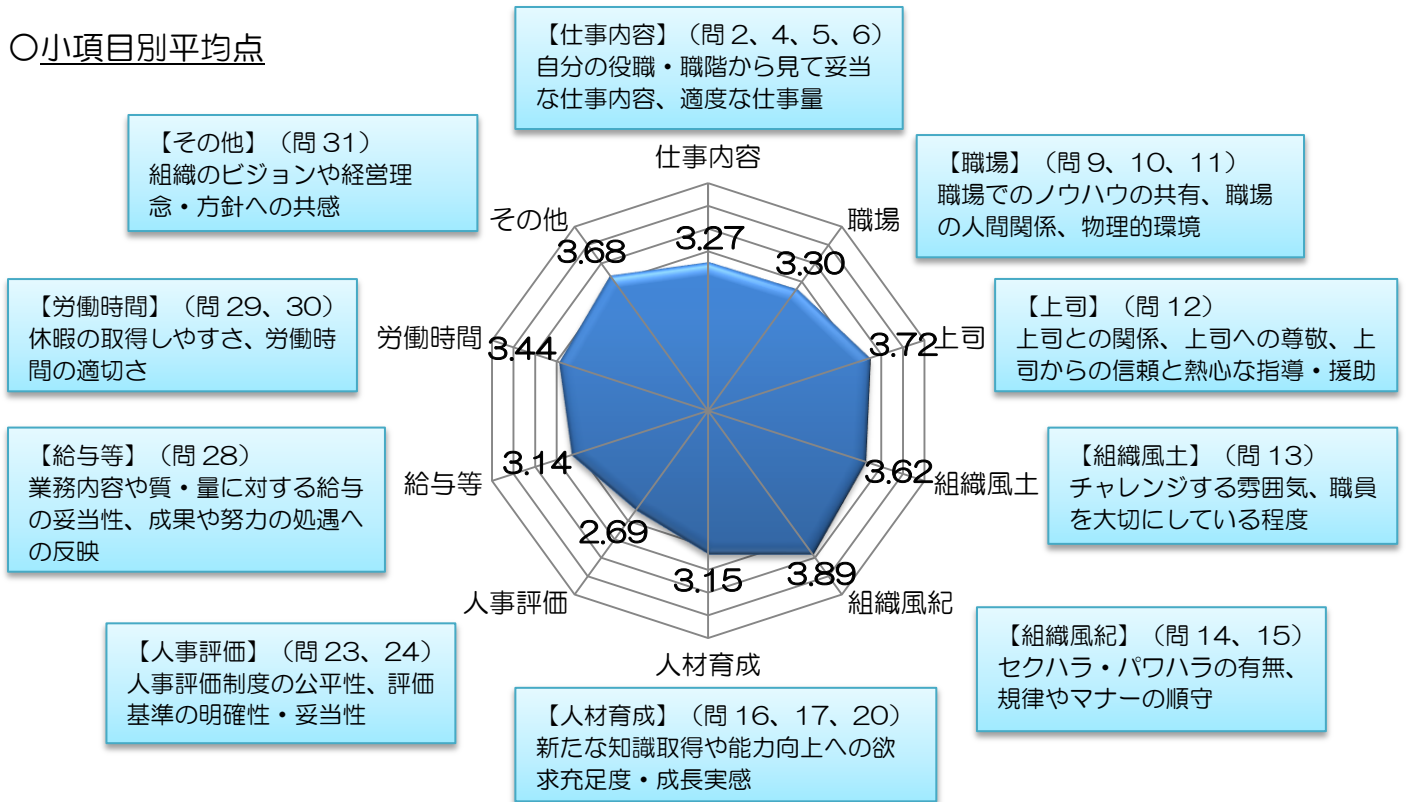 ○小項目別平均点
【仕事内容】（問 2、4、5、6）
自分の役職・職階から見て妥当
な仕事内容、適度な仕事量
【その他】（問 31）
組織のビジョンや経営理
念・方針への共感
【職場】（問 9、10、11）
職場でのノウハウの共有、職場
の人間関係、物理的環境
【労働時間】（問 29、30）
休暇の取得しやすさ、労働時
間の適切さ
【上司】（問 12）
上司との関係、上司への尊敬、上
司からの信頼と熱心な指導・援助
【給与等】（問 28）
業務内容や質・量に対する給与
の妥当性、成果や努力の処遇へ
の反映
【組織風土】（問 13）
チャレンジする雰囲気、職員
を大切にしている程度
【人事評価】（問 23、24）
人事評価制度の公平性、評価
基準の明確性・妥当性
【組織風紀】（問 14、15）
セクハラ・パワハラの有無、
規律やマナーの順守
【人材育成】（問 16、17、20）
新たな知識取得や能力向上への欲
求充足度・成長実感
仕事内容
3.27
職場
3.30
上司
3.72
組織風土
3.62
組織風紀
3.89
人材育成
3.15
人事評価
2.69
給与等
3.14
労働時間
3.44
その他
3.68